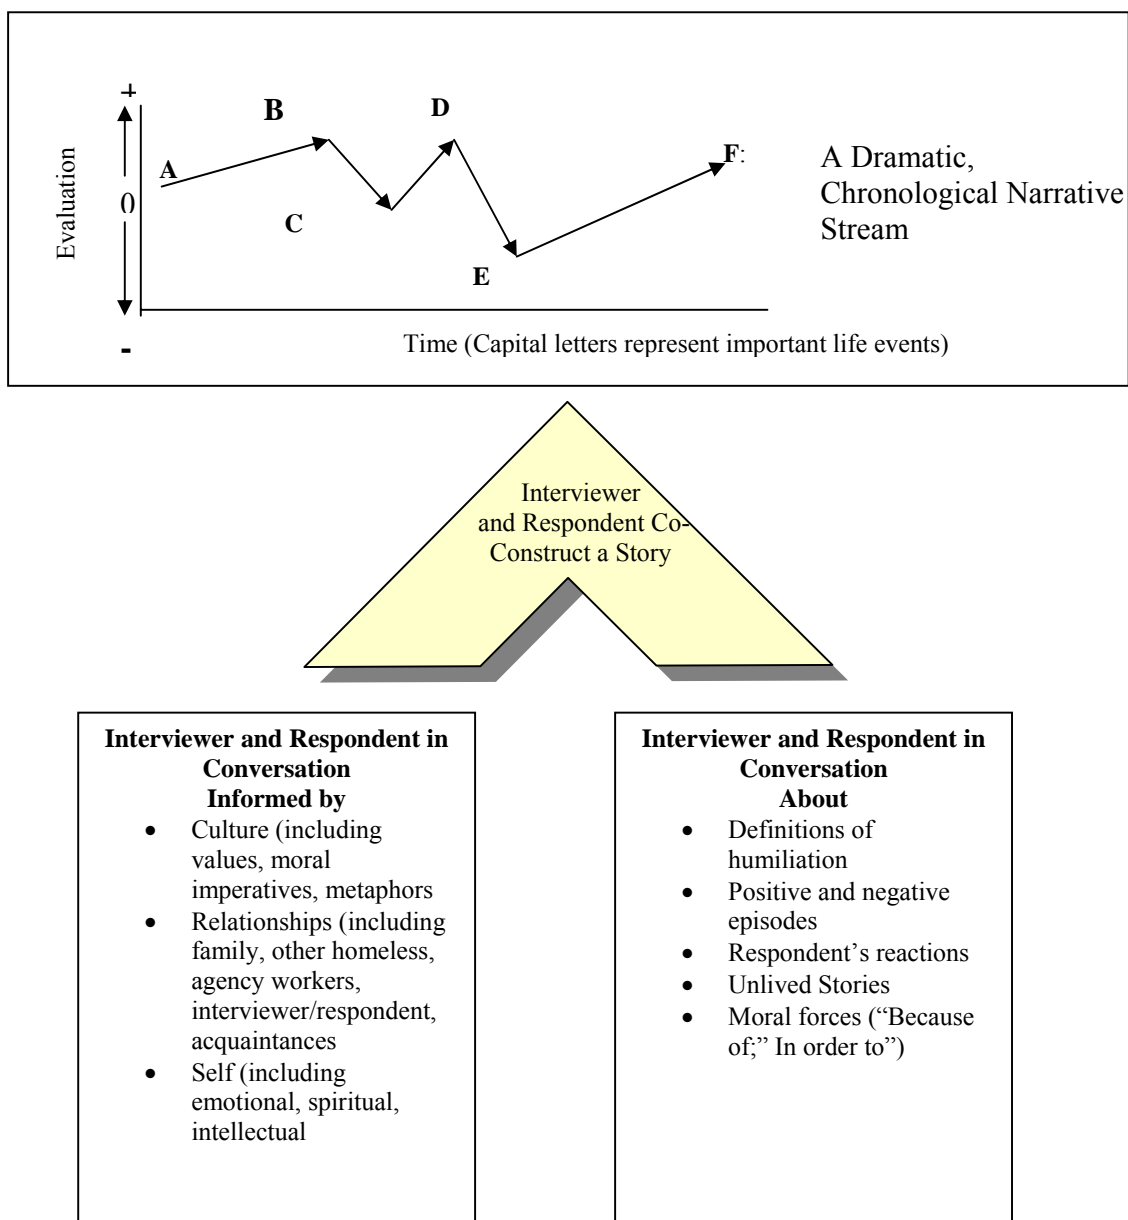 +
B
D
A
F:
A Dramatic,
Chronological Narrative
Stream
Evaluation
0
C
E
-
Time (Capital letters represent important life events)
Interviewer
and Respondent Co-
Construct a Story
Interviewer and Respondent in
Conversation
Informed by
• Culture (including
values, moral
imperatives, metaphors
• Relationships (including
family, other homeless,
agency workers,
interviewer/respondent,
acquaintances
• Self (including
emotional, spiritual,
intellectual
Interviewer and Respondent in
Conversation
About
• Definitions of
humiliation
• Positive and negative
episodes
• Respondent’s reactions
• Unlived Stories
• Moral forces (“Because
of;” In order to”)